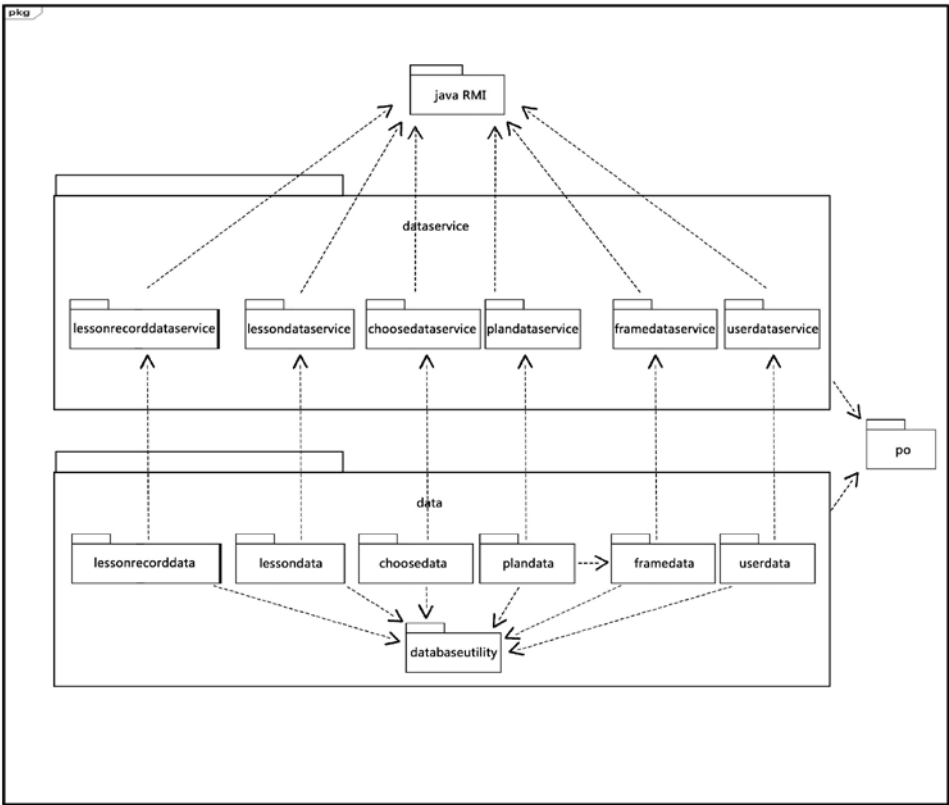 pkg
java RMI
dataservice
lessonrecorddataservice
lessondataservice
choosedataservice
plandataservice
framedataservice
userdataservice
po
data
lessonrecorddata
lessondata
choosedata
plandata
framedata
userdata
databaseutility